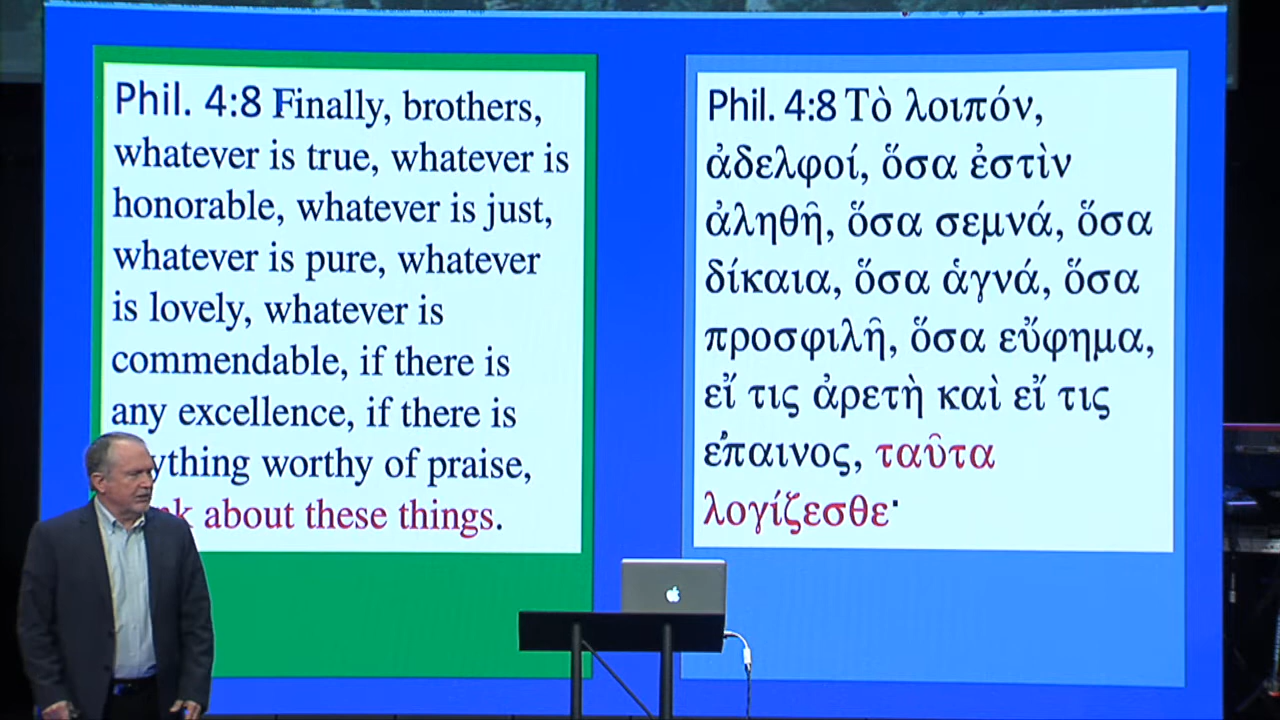 Phil. 4:8 Finally, brothers,
whatever is true, whatever is
honorable, whatever is just,
whatever is pure, whatever
is lovely, whatever is
commendable, if there is
any excellence, if there is
worthy of praise,
about these things.
Phil. 4:8 Τὸ λοιπόν,
ἀδελφοί, ὅσα ἐστὶν
ἀληθῆ, ὅσα σεμνά, ὅσα
δίκαια, ὅσα ἁγνά, ὅσα
προσφιλῆ, ὅσα εὔφημα,
εἴ τις ἀρετὴ καὶ εἴ τις
ἔπαινος, ταῦτα
λογίζεσθε·